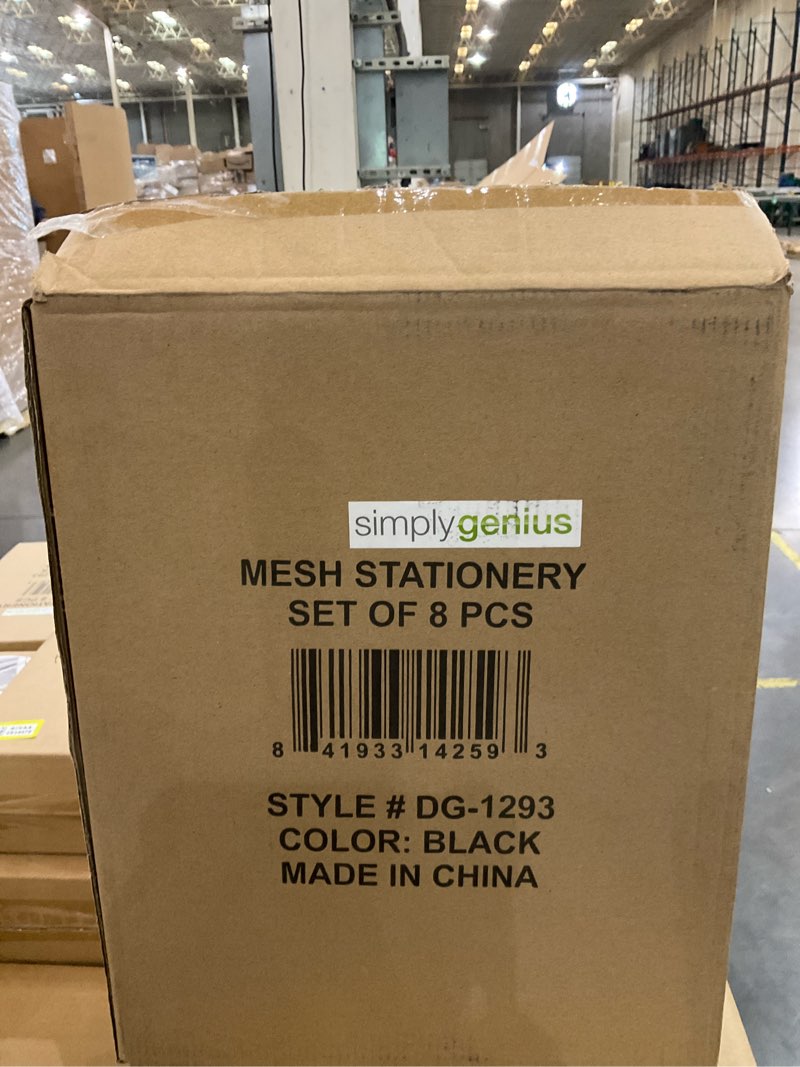 simplygenius
MESH STATIONERY
SET OF 8 PCS
8 41933 14259 3
STYLE # DG-1293
COLOR: BLACK
MADE IN CHINA